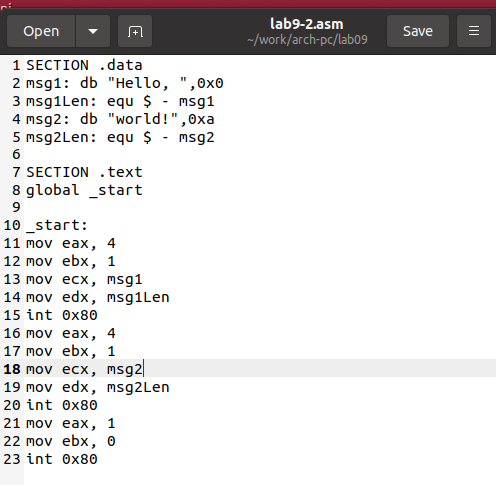 Open
lab9-2.asm
~/work/arch-pc/lab09
Save
1 SECTION .data
2 msg1: db "Hello, ",0x0
3 msg1Len: equ $ - msg1
4 msg2: db "world!",0xa
5 msg2Len: equ $ - msg2
6
7 SECTION .text
8 global _start
9
10 _start:
11 mov eax, 4
12 mov ebx, 1
13 mov ecx, msg1
14 mov edx, msg1Len
15 int 0x80
16 mov eax, 4
17 mov ebx, 1
18 mov ecx, msg2
19 mov edx, msg2Len
20 int 0x80
21 mov eax, 1
22 mov ebx, 0
23 int 0x80